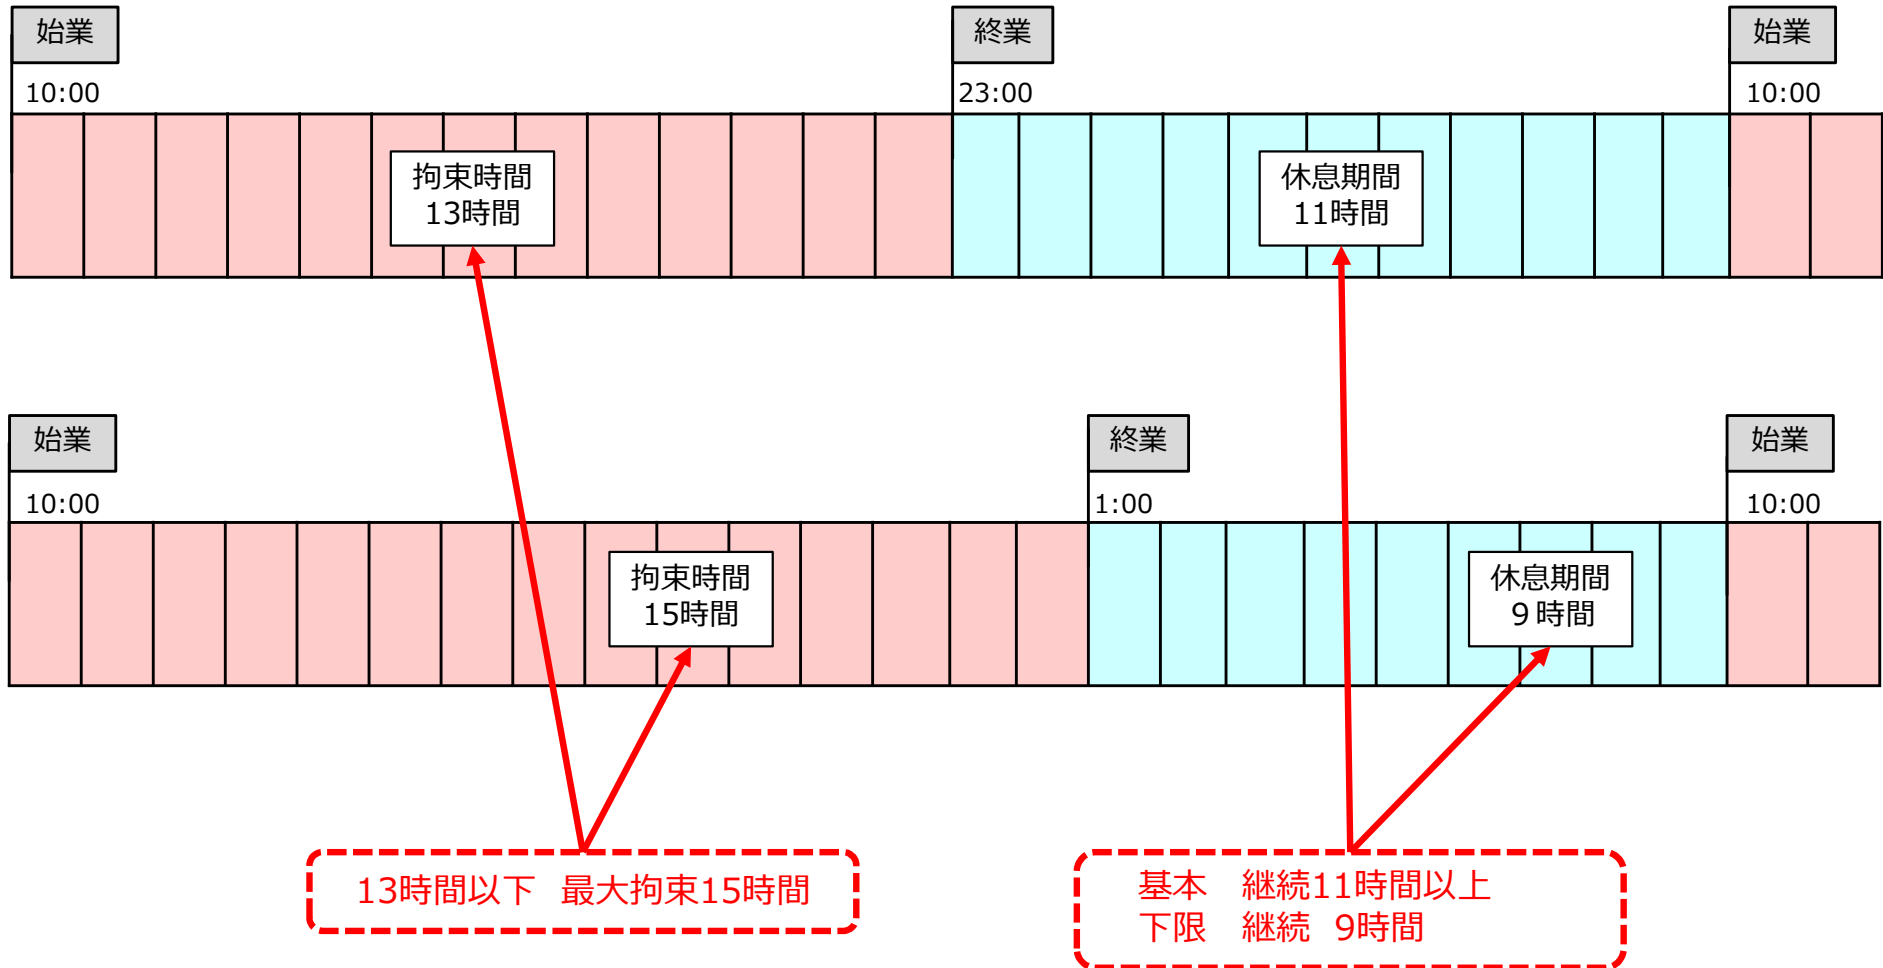 始業
終業
始業
10:00
23:00
10:00
拘束時間
13時間
休息期間
11時間
始業
終業
始業
10:00
1:00
10:00
拘束時間
15時間
休息期間
９時間
13時間以下 最大拘束15時間
基本　継続11時間以上
下限　継続 9時間